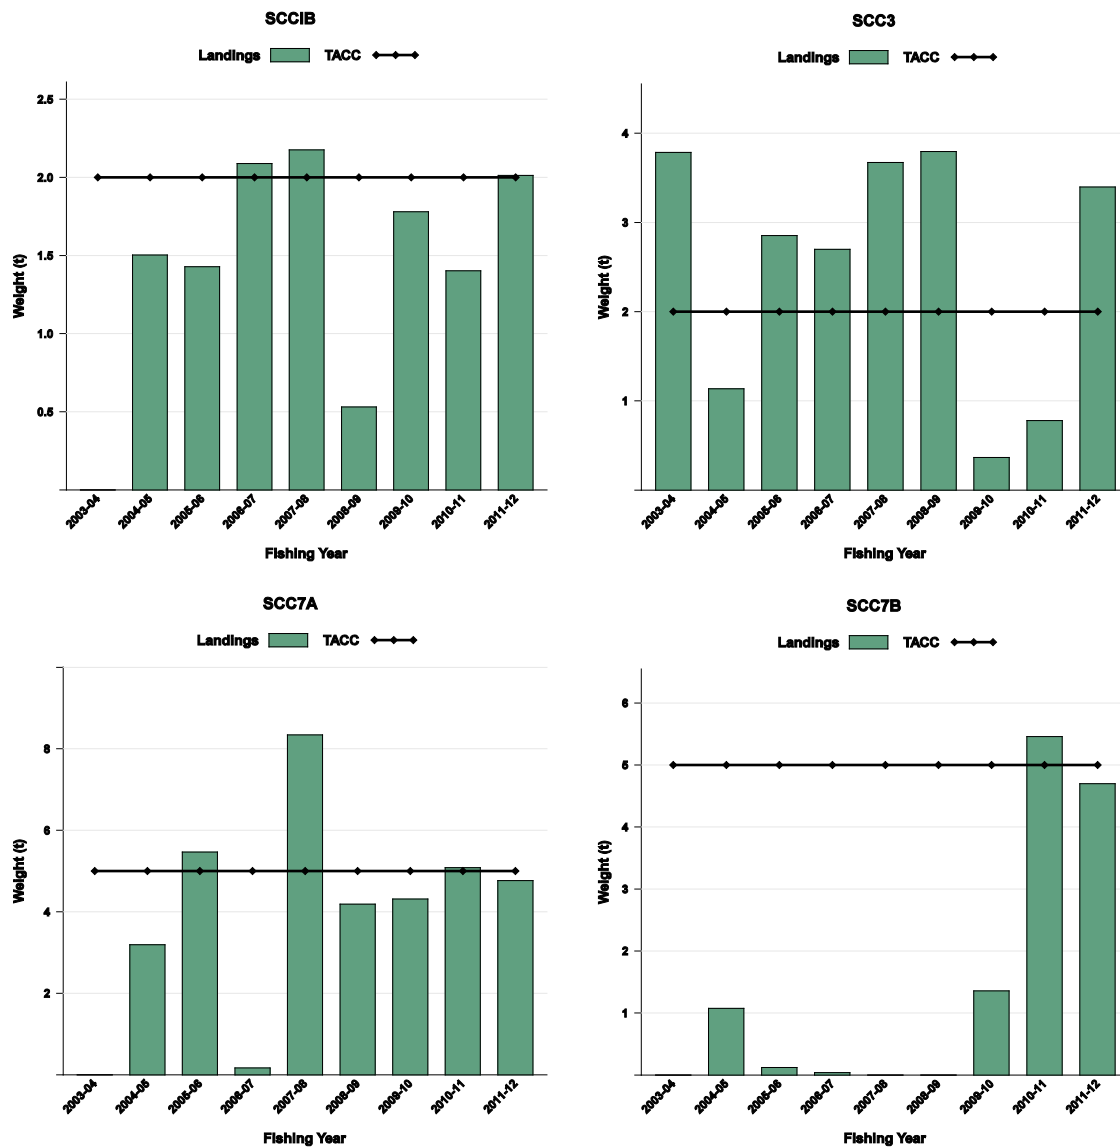 SCCIB
Landings TACC
2.5
2.0
1.5
1.0
0.5
Weight (t)
2003-04 2004-05 2005-06 2006-07 2007-08 2008-09 2009-10 2010-11 2011-12
Fishing Year
SCC3
Landings TACC
4
3
2
1
Weight (t)
2003-04 2004-05 2005-06 2006-07 2007-08 2008-09 2009-10 2010-11 2011-12
Fishing Year
SCC7A
Landings TACC
8
6
4
2
Weight (t)
2003-04 2004-05 2005-06 2006-07 2007-08 2008-09 2009-10 2010-11 2011-12
Fishing Year
SCC7B
Landings TACC
6
5
4
3
2
1
Weight (t)
2003-04 2004-05 2005-06 2006-07 2007-08 2008-09 2009-10 2010-11 2011-12
Fishing Year